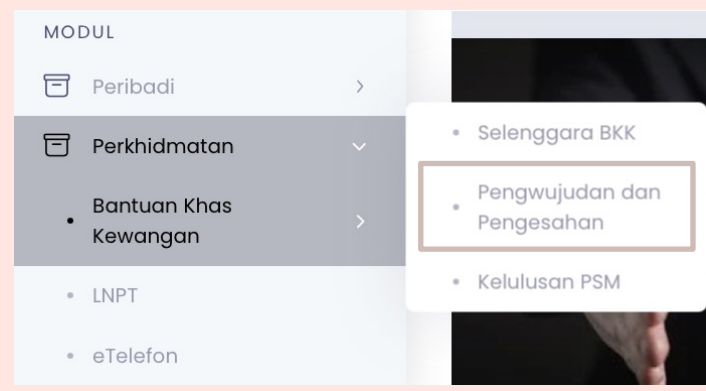 MODUL
Peribadi
Perkhidmatan
Bantuan Khas
Kewangan
LNPT
eTelefon
Selenggara BKK
Pengwujudan dan
Pengesahan
Kelulusan PSM